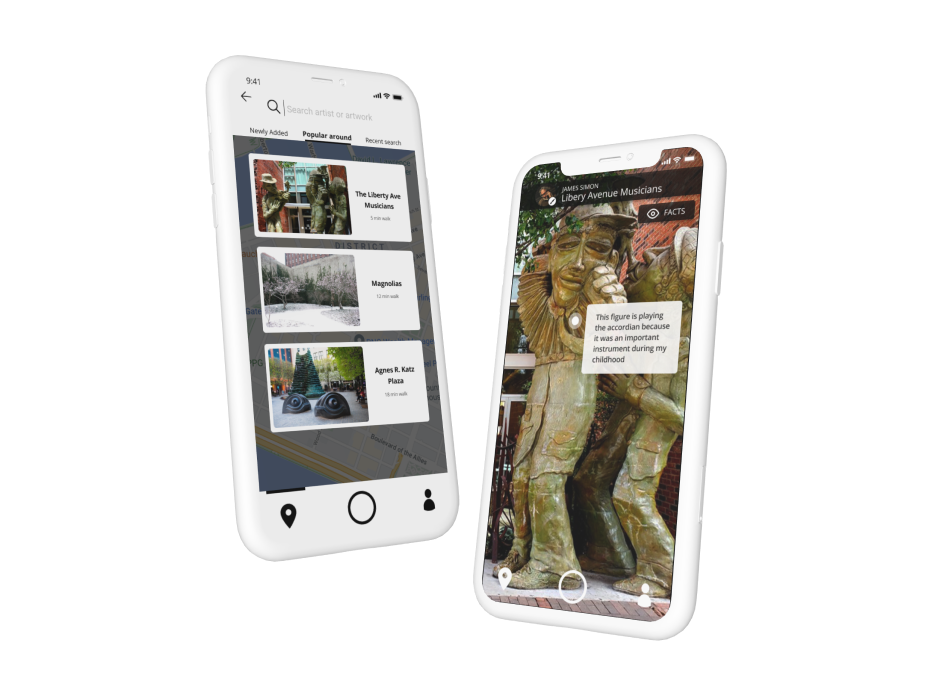 9:41
Search artist or artwork
Newly Added
Popular around
Recent search
The Liberty Ave
Musicians
5 min walk
DISTRICT
Magnolias
12 min walk
Agnes R. Katz
Plaza
18 min walk
Boulevard of the Allies
9:41
JAMES SIMON
Libery Avenue Musicians
FACTS
This figure is playing
the accordian because
it was an important
instrument during my
childhood